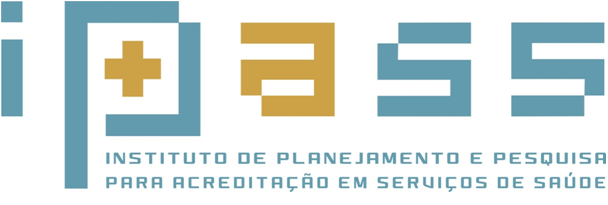 ipass
INSTITUTO DE PLANEJAMENTO E PESQUISA
PARA ACREDITAÇÃO EM SERVIÇOS DE SAÚDE